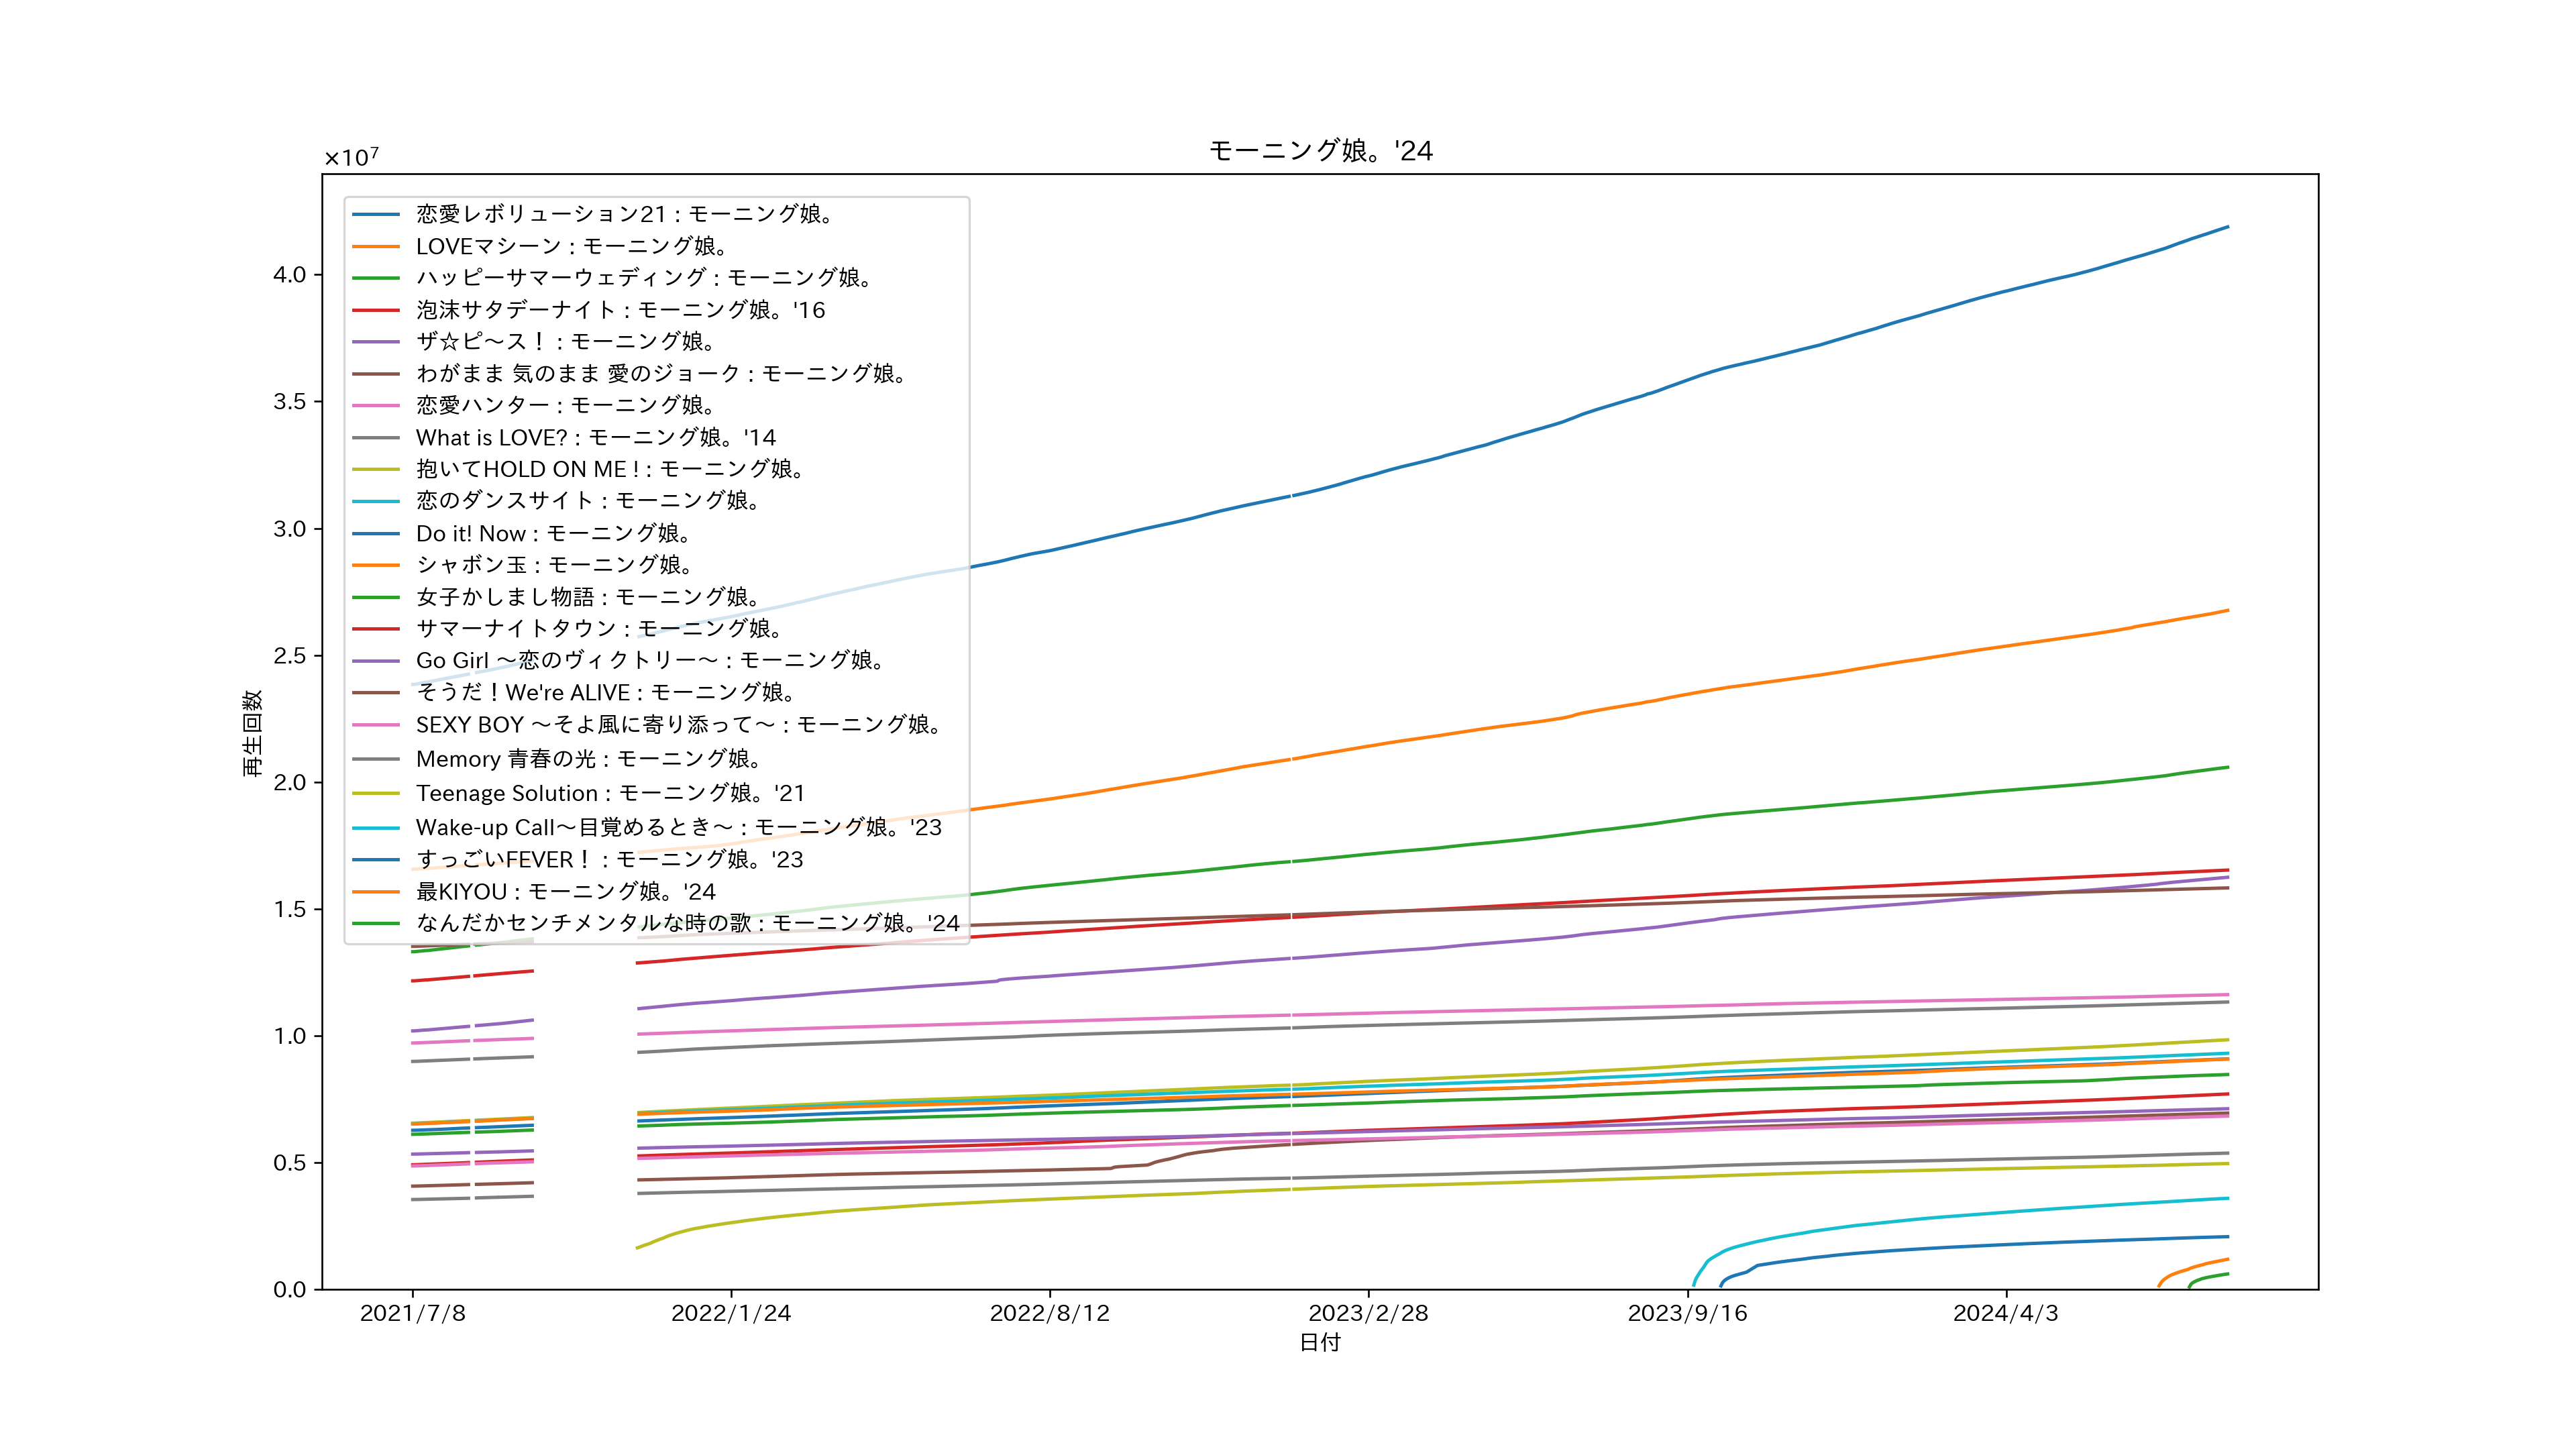 モーニング娘。'24
×10⁷
恋愛レボリューション21 : モーニング娘。
LOVEマシーン : モーニング娘。
ハッピーサマーウェディング : モーニング娘。
泡沫サタデーナイト : モーニング娘。'16
ザ☆ピ〜ス！ : モーニング娘。
わがまま 気のまま 愛のジョーク : モーニング娘。
恋愛ハンター : モーニング娘。
What is LOVE? : モーニング娘。'14
抱いてHOLD ON ME ! : モーニング娘。
恋のダンスサイト : モーニング娘。
Do it! Now : モーニング娘。
シャボン玉 : モーニング娘。
女子かしまし物語 : モーニング娘。
サマーナイトタウン : モーニング娘。
Go Girl 〜恋のヴィクトリー〜 : モーニング娘。
そうだ！We're ALIVE : モーニング娘。
SEXY BOY 〜そよ風に寄り添って〜 : モーニング娘。
Memory 青春の光 : モーニング娘。
Teenage Solution : モーニング娘。'21
Wake-up Call〜目覚めるとき〜 : モーニング娘。'23
すっごいFEVER！ : モーニング娘。'23
最KIYOU : モーニング娘。'24
なんだかセンチメンタルな時の歌 : モーニング娘。'24
4.0
3.5
3.0
2.5
2.0
1.5
1.0
0.5
0.0
再生回数
2021/7/8
2022/1/24
2022/8/12
2023/2/28
2023/9/16
2024/4/3
日付